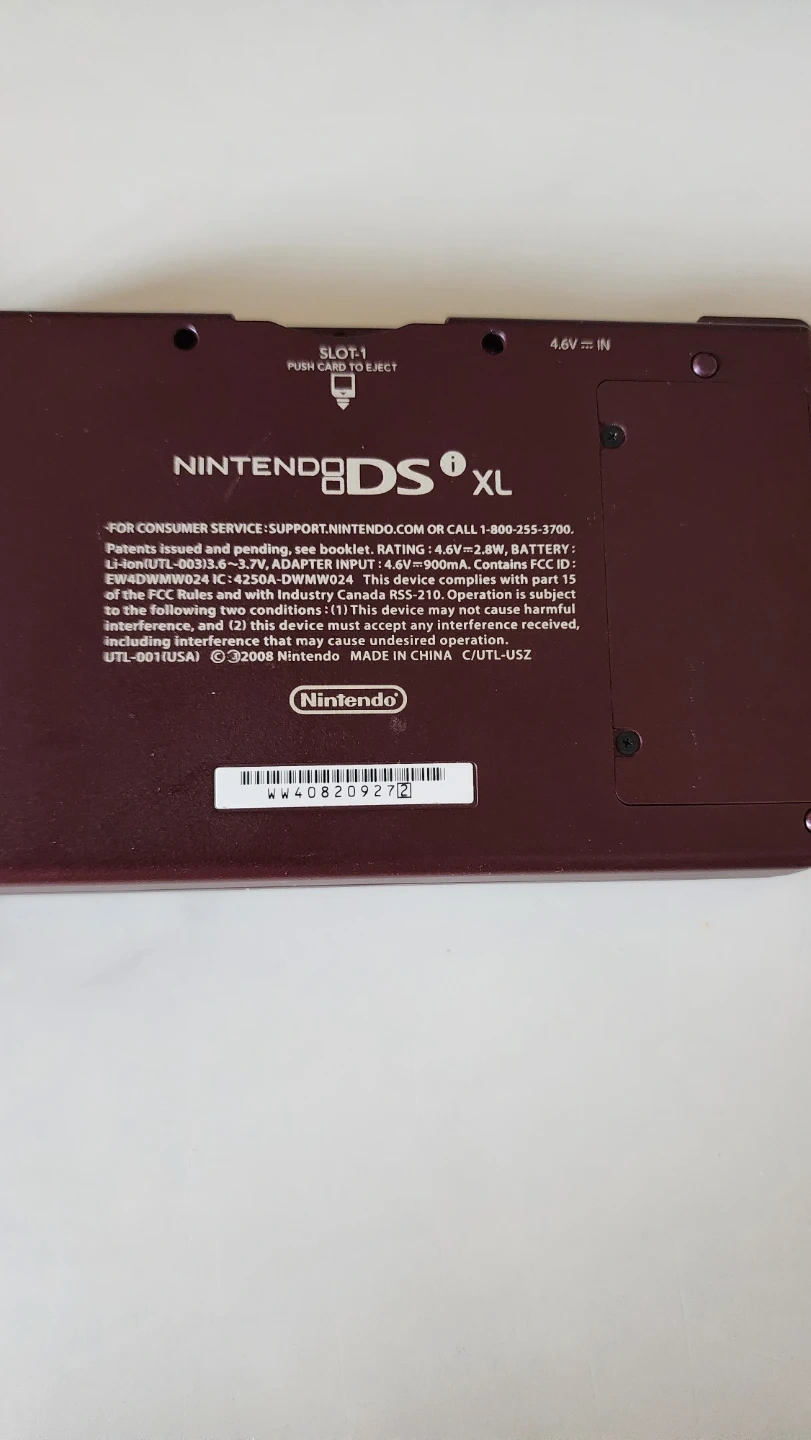 SLOT-1
PUSH CARD TO EJECT
4.6V⎓IN
NINTENDO DSi XL
·FOR CONSUMER SERVICE:SUPPORT.NINTENDO.COM OR CALL 1-800-255-3700.
Patents issued and pending, see booklet. RATING : 4.6V⎓2.8W, BATTERY :
Li-ion(UTL-003)3.6~3.7V, ADAPTER INPUT : 4.6V⎓900mA. Contains FCC ID :
EW4DWMW024 IC : 4250A-DWMW024 This device complies with part 15
of the FCC Rules and with Industry Canada RSS-210. Operation is subject
to the following two conditions : (1) This device may not cause harmful
interference, and (2) this device must accept any interference received,
including interference that may cause undesired operation.
UTL-001(USA) ©2008 Nintendo MADE IN CHINA C/UTL-USZ
Nintendo®
WW408209272